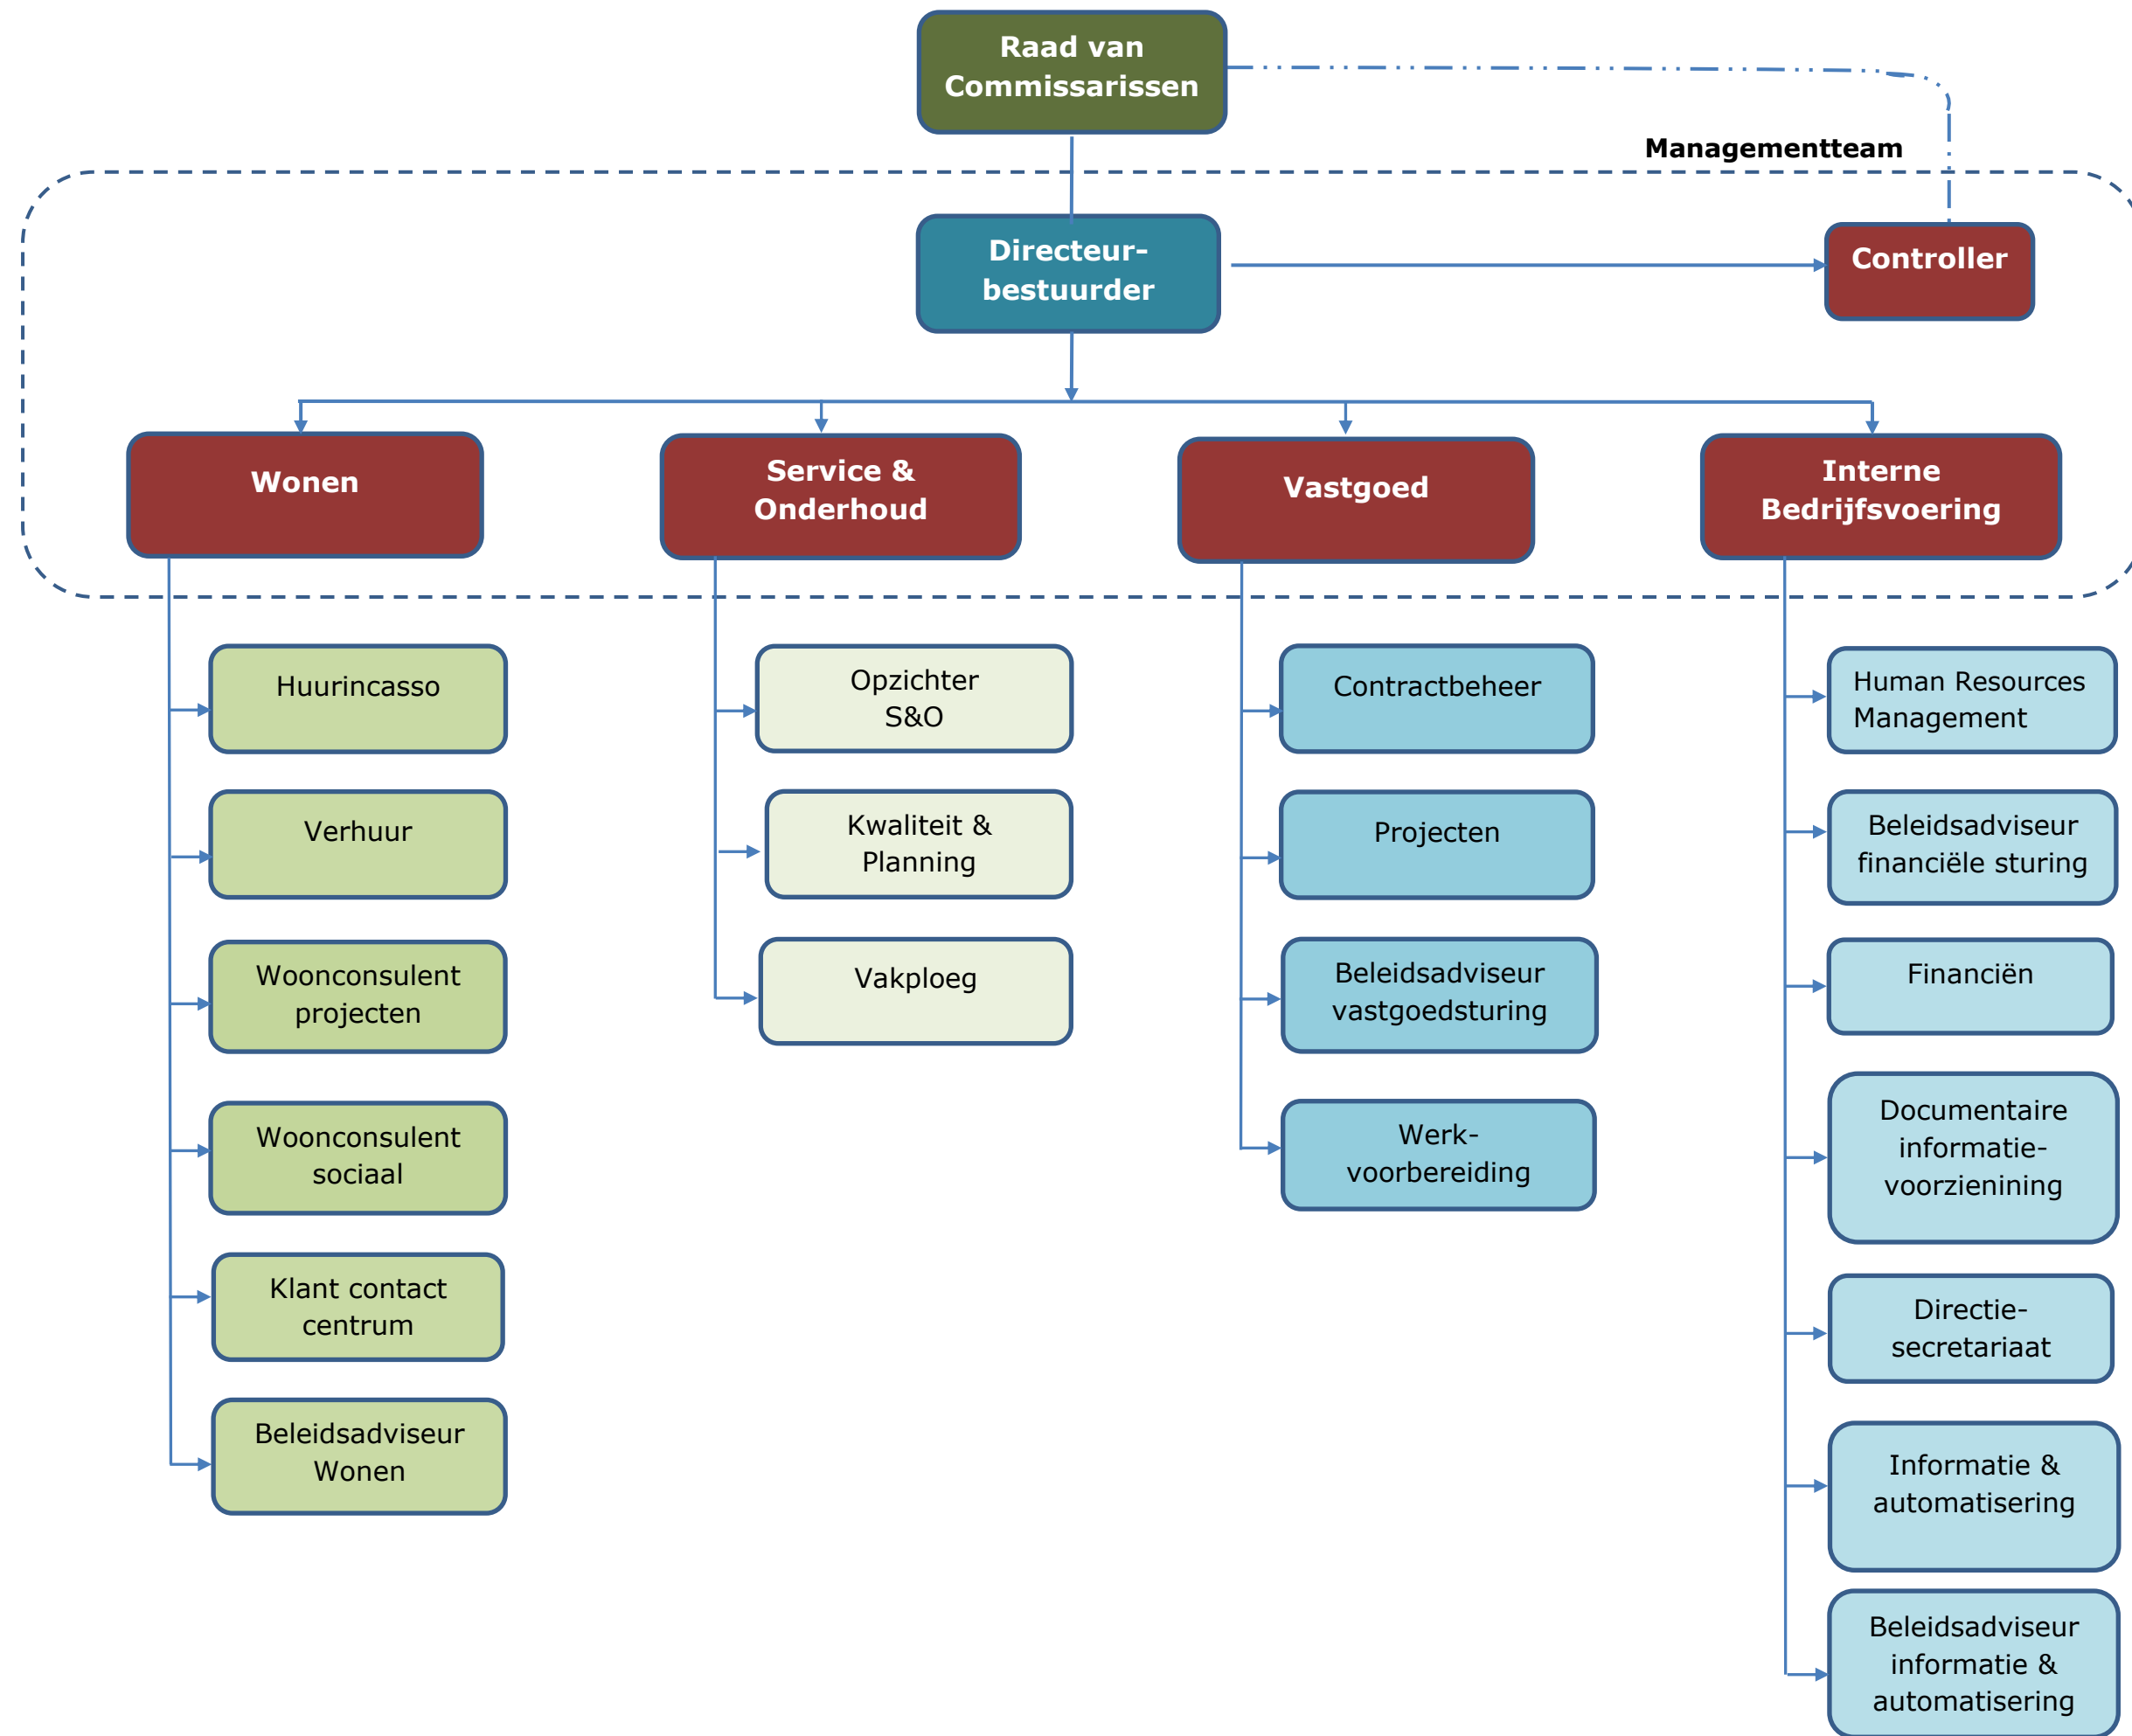 Raad van
Commissarissen
Managementteam
Directeur-
bestuurder
Controller
Wonen
Service &
Onderhoud
Vastgoed
Interne
Bedrijfsvoering
Huurincasso
Verhuur
Woonconsulent
projecten
Woonconsulent
sociaal
Klant contact
centrum
Beleidsadviseur
Wonen
Opzichter
S&O
Kwaliteit &
Planning
Vakploeg
Contractbeheer
Projecten
Beleidsadviseur
vastgoedsturing
Werk-
voorbereiding
Human Resources
Management
Beleidsadviseur
financiële sturing
Financiën
Documentaire
informatie-
voorzienining
Directie-
secretariaat
Informatie &
automatisering
Beleidsadviseur
informatie &
automatisering